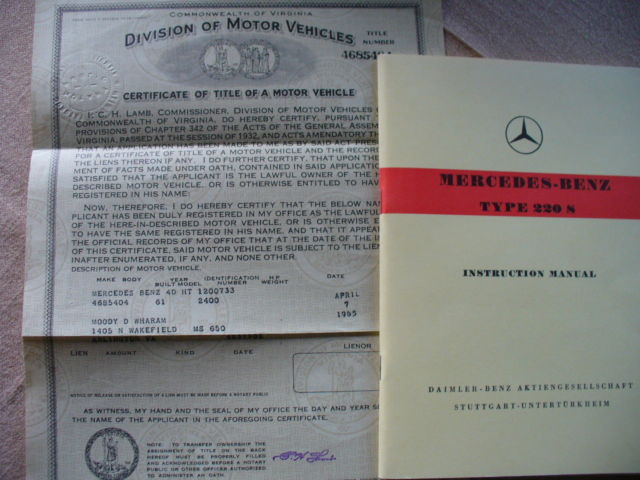 COMMONWEALTH OF VIRGINIA
DIVISION OF MOTOR VEHICLES
TITLE
NUMBER
CERTIFICATE OF TITLE OF A MOTOR VEHICLE
I, C. H. LAMB, COMMISSIONER, DIVISION OF MOTOR VEHICLES
COMMONWEALTH OF VIRGINIA, DO HEREBY CERTIFY, PURSUANT
PROVISIONS OF CHAPTER 342 OF THE ACTS OF THE GENERAL
VIRGINIA, PASSED AT THE SESSION OF 1932, AND ACTS AMENDATORY
AN APPLICATION HAS BEEN MADE TO ME AS BY SAID ACT
FOR A CERTIFICATE OF TITLE OF A MOTOR VEHICLE AND THE
THE LIENS THEREON IF ANY. I DO FURTHER CERTIFY, THAT UPON THE
MENT OF FACTS MADE UNDER OATH, CONTAINED IN SAID
SATISFIED THAT THE APPLICANT IS THE LAWFUL OWNER OF THE
DESCRIBED MOTOR VEHICLE, OR IS OTHERWISE ENTITLED TO HAVE
REGISTERED IN HIS NAME:
NOW, THEREFORE, I DO HEREBY CERTIFY THAT THE BELOW
PLICANT HAS BEEN DULY REGISTERED IN MY OFFICE AS THE
OF THE HERE-IN-DESCRIBED MOTOR VEHICLE, OR IS OTHERWISE
TO HAVE THE SAME REGISTERED IN HIS NAME, AND THAT IT
THE OFFICIAL RECORDS OF MY OFFICE THAT AT THE DATE OF THE
OF THIS CERTIFICATE, SAID MOTOR VEHICLE IS SUBJECT TO THE
INAFTER ENUMERATED, IF ANY, AND NONE OTHER.
DESCRIPTION OF MOTOR VEHICLE.
MAKE BODY YEAR BUILT MODEL IDENTIFICATION NUMBER H.P. WEIGHT DATE
MERCEDES BENZ 4D HT 1200733 APRIL
4685404 61 2400 7
1965
MOODY D WHARAM
1405 N WAKEFIELD MS 650
ARLINGTON VA
LIEN AMOUNT KIND DATE LIENOR
NOTICE OF RELEASE OR SATISFACTION OF A LIEN MUST BE MADE BEFORE A NOTARY PUBLIC
AS WITNESS, MY HAND AND THE SEAL OF MY OFFICE THE DAY AND YEAR
THE NAME OF THE APPLICANT IN THE AFOREGOING CERTIFICATE.
NOTE: TO TRANSFER OWNERSHIP THE
ASSIGNMENT OF TITLE ON THE BACK
HEREOF MUST BE PROPERLY FILLED
AND ACKNOWLEDGED BEFORE A NOTARY
PUBLIC OR OTHER OFFICER AUTHORIZED
TO ADMINISTER AN OATH.
MERCEDES-BENZ
TYPE 220 S
INSTRUCTION MANUAL
DAIMLER-BENZ AKTIENGESELLSCHAFT
STUTTGART-UNTERTÜRKHEIM